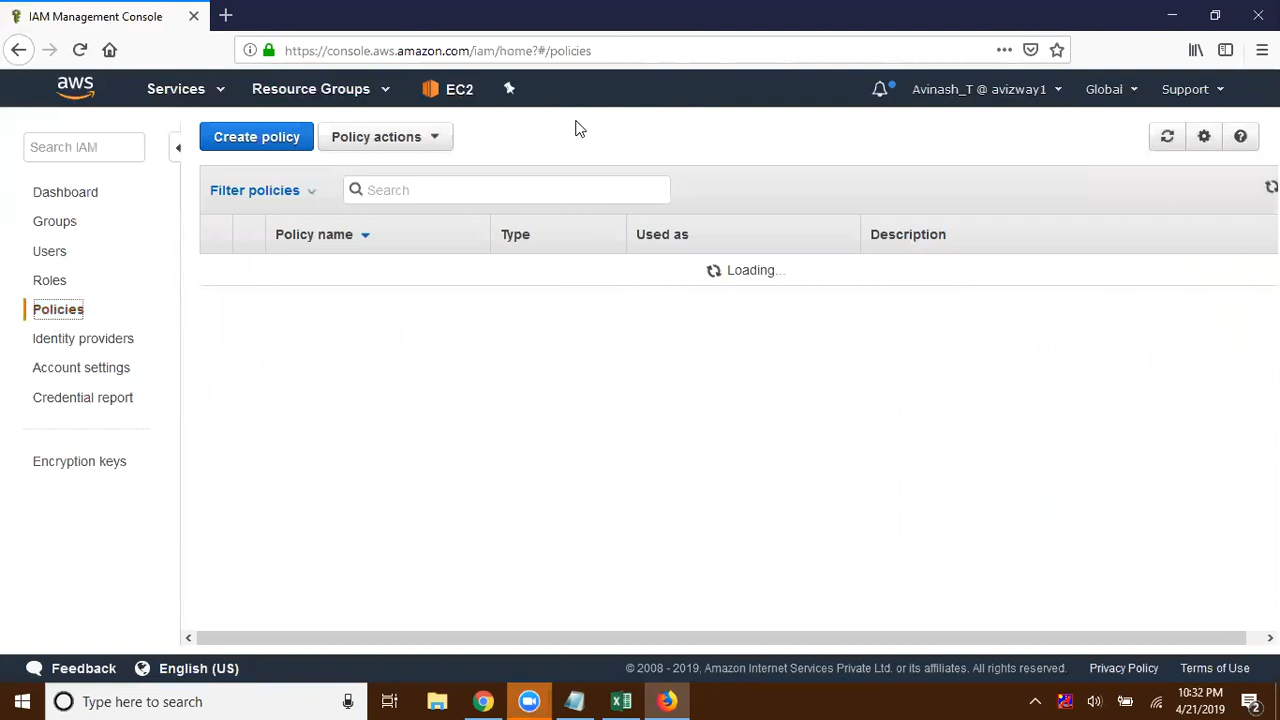 IAM Management Console
https://console.aws.amazon.com/iam/home?#/policies
aws
Services
Resource Groups
EC2
Avinash_T @ avizway1
Global
Support
Search IAM
Create policy
Policy actions
Filter policies
Search
Dashboard
Groups
Users
Roles
Policies
Identity providers
Account settings
Credential report
Encryption keys
Policy name
Type
Used as
Description
Loading...
Feedback
English (US)
© 2008 - 2019, Amazon Internet Services Private Ltd. or its affiliates. All rights reserved.
Privacy Policy
Terms of Use
Type here to search
10:32 PM
4/21/2019
2